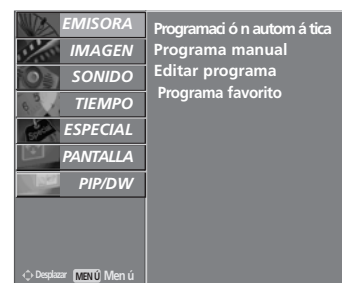 EMISORA
IMAGEN
SONIDO
TIEMPO
ESPECIAL
PANTALLA
PIP/DW
Programaci ó n autom á tica
Programa manual
Editar programa
Programa favorito
Desplazar MENÚ Men ú